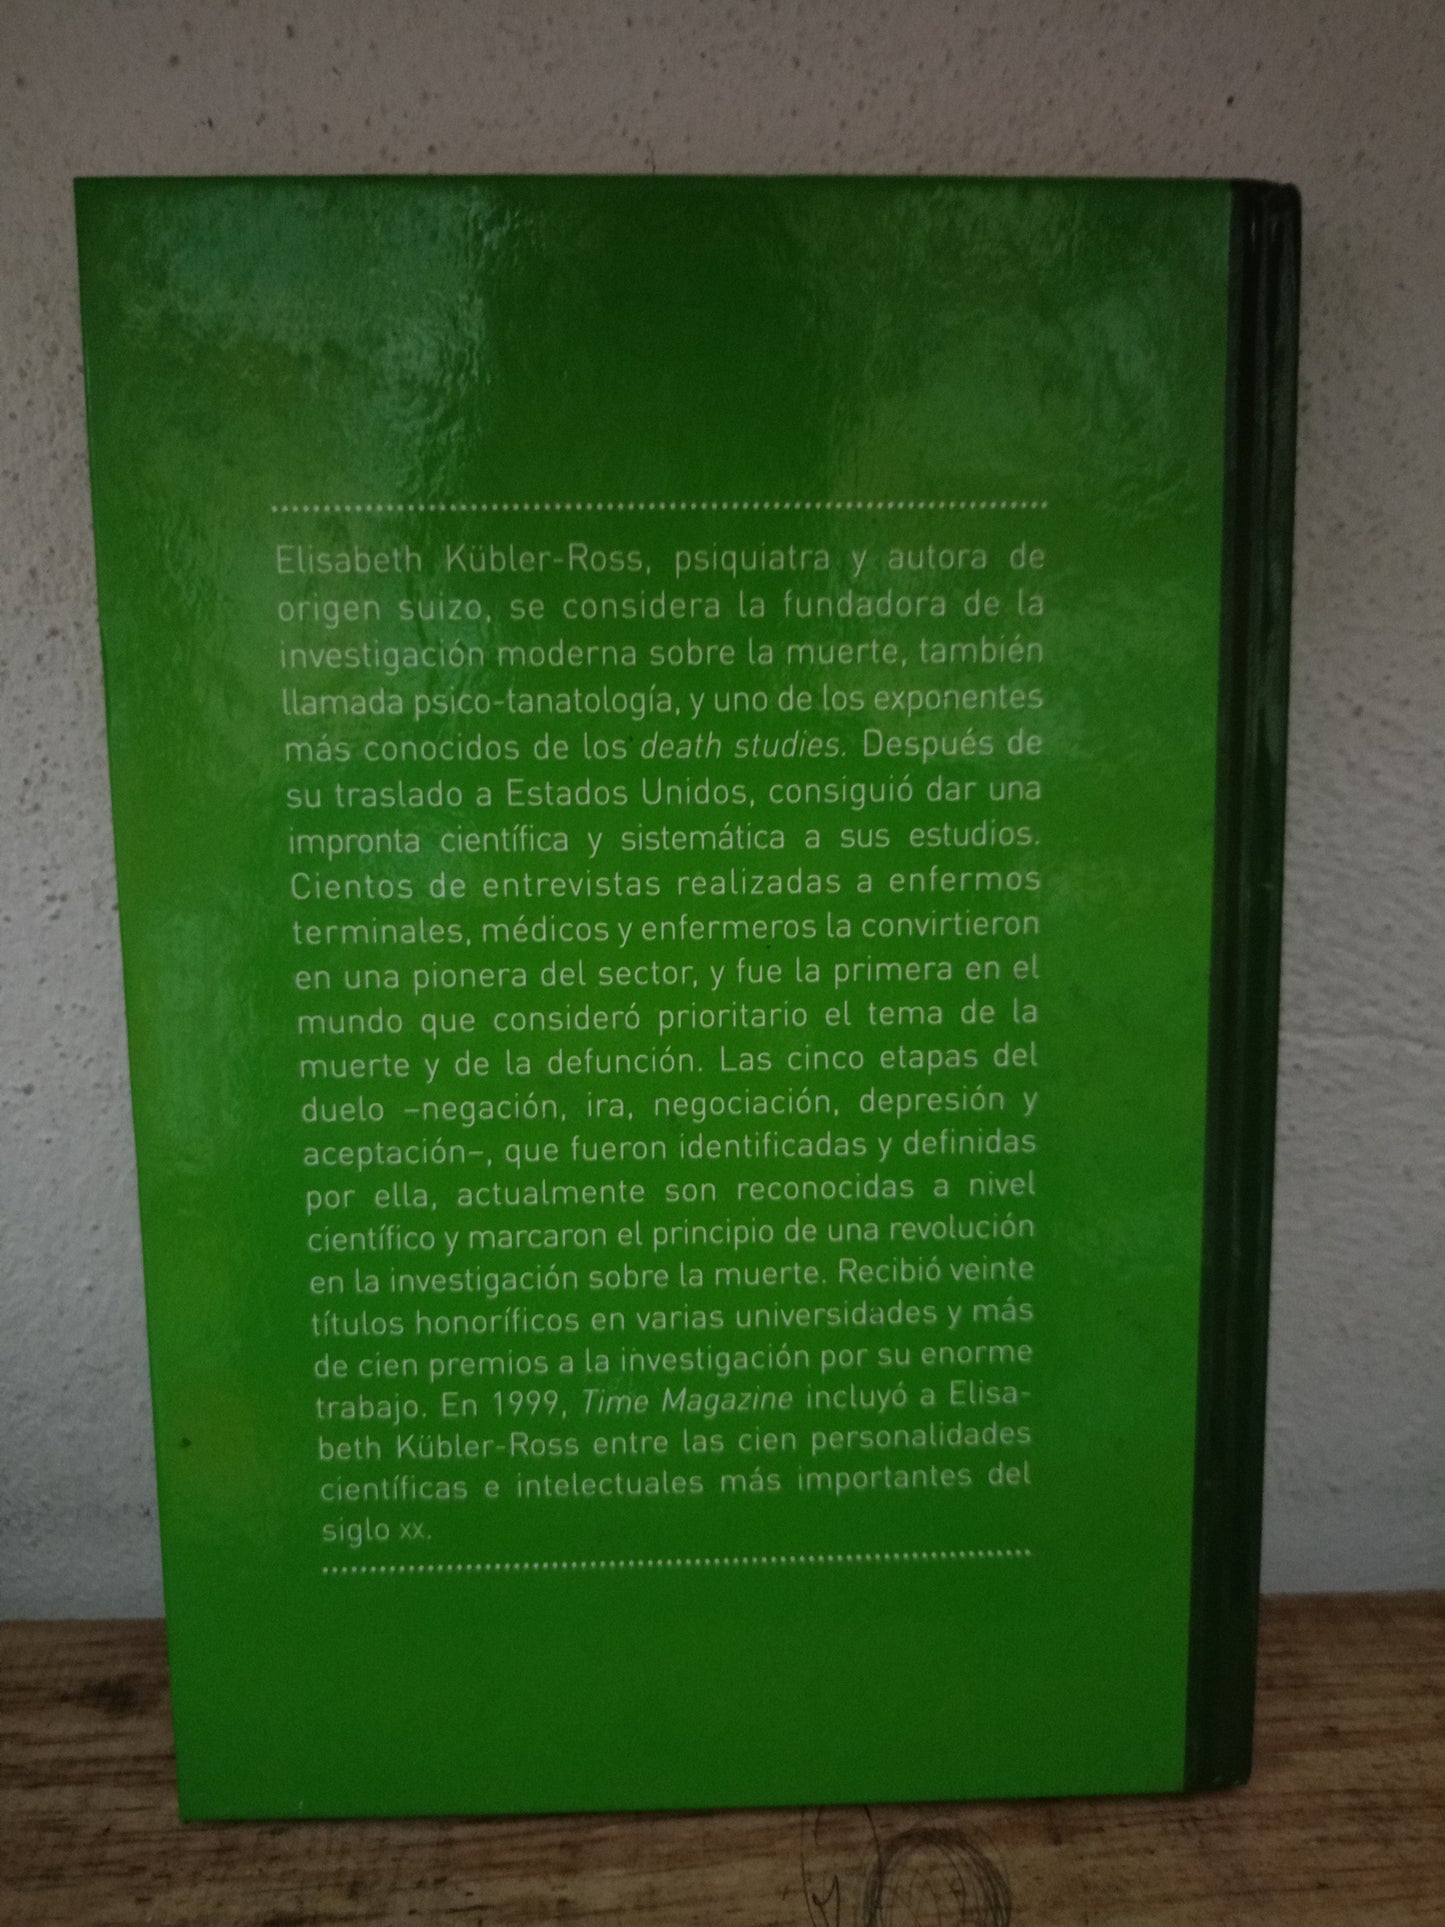 Elisabeth Kübler-Ross, psiquiatra y autora de
origen suizo, se considera la fundadora de la
investigación moderna sobre la muerte, también
llamada psico-tanatología, y uno de los exponentes
más conocidos de los death studies. Después de
su traslado a Estados Unidos, consiguió dar una
impronta científica y sistemática a sus estudios.
Cientos de entrevistas realizadas a enfermos
terminales, médicos y enfermeros la convirtieron
en una pionera del sector, y fue la primera en el
mundo que consideró prioritario el tema de la
muerte y de la defunción. Las cinco etapas del
duelo –negación, ira, negociación, depresión y
aceptación–, que fueron identificadas y definidas
por ella, actualmente son reconocidas a nivel
científico y marcaron el principio de una revolución
en la investigación sobre la muerte. Recibió veinte
títulos honoríficos en varias universidades y más
de cien premios a la investigación por su enorme
trabajo. En 1999, Time Magazine incluyó a Elisa-
beth Kübler-Ross entre las cien personalidades
científicas e intelectuales más importantes del
siglo XX.